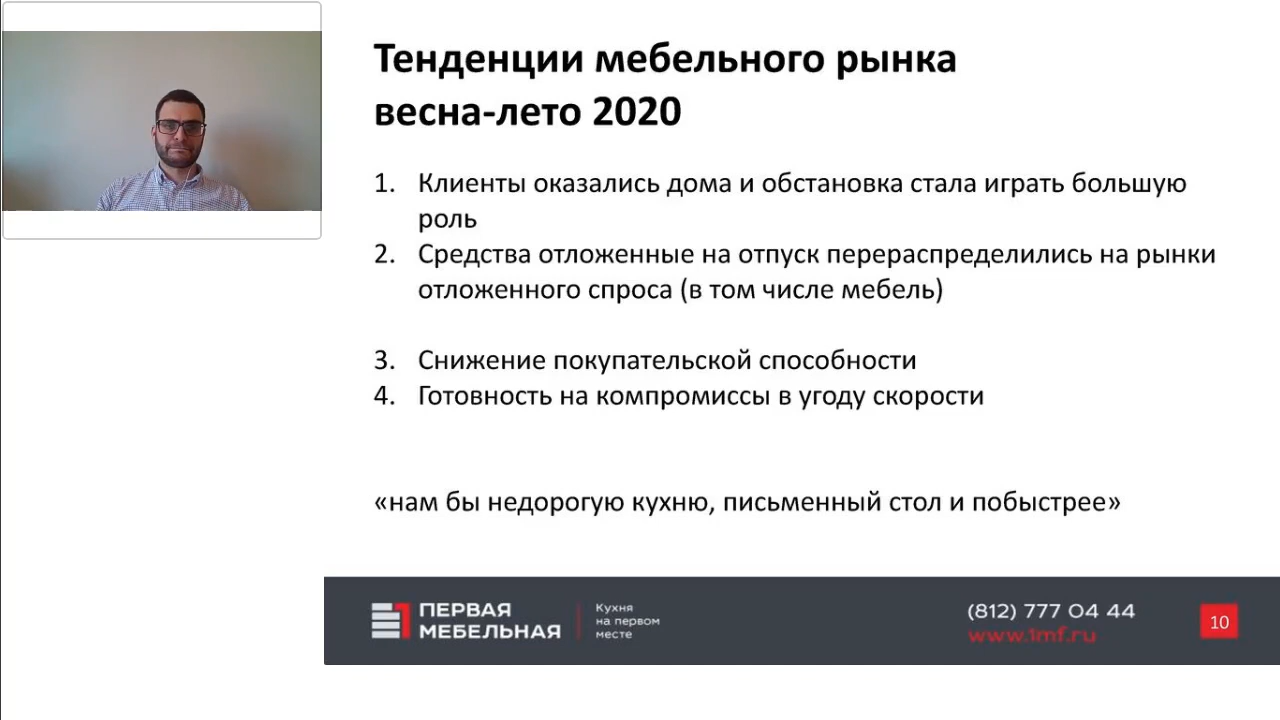 Тенденции мебельного рынка
весна-лето 2020
1. Клиенты оказались дома и обстановка стала играть большую
роль
2. Средства отложенные на отпуск перераспределились на рынки
отложенного спроса (в том числе мебель)
3. Снижение покупательской способности
4. Готовность на компромиссы в угоду скорости
«нам бы недорогую кухню, письменный стол и побыстрее»
ПЕРВАЯ
МЕБЕЛЬНАЯ
Кухня
на первом
месте
(812) 777 04 44
www.1mf.ru
10